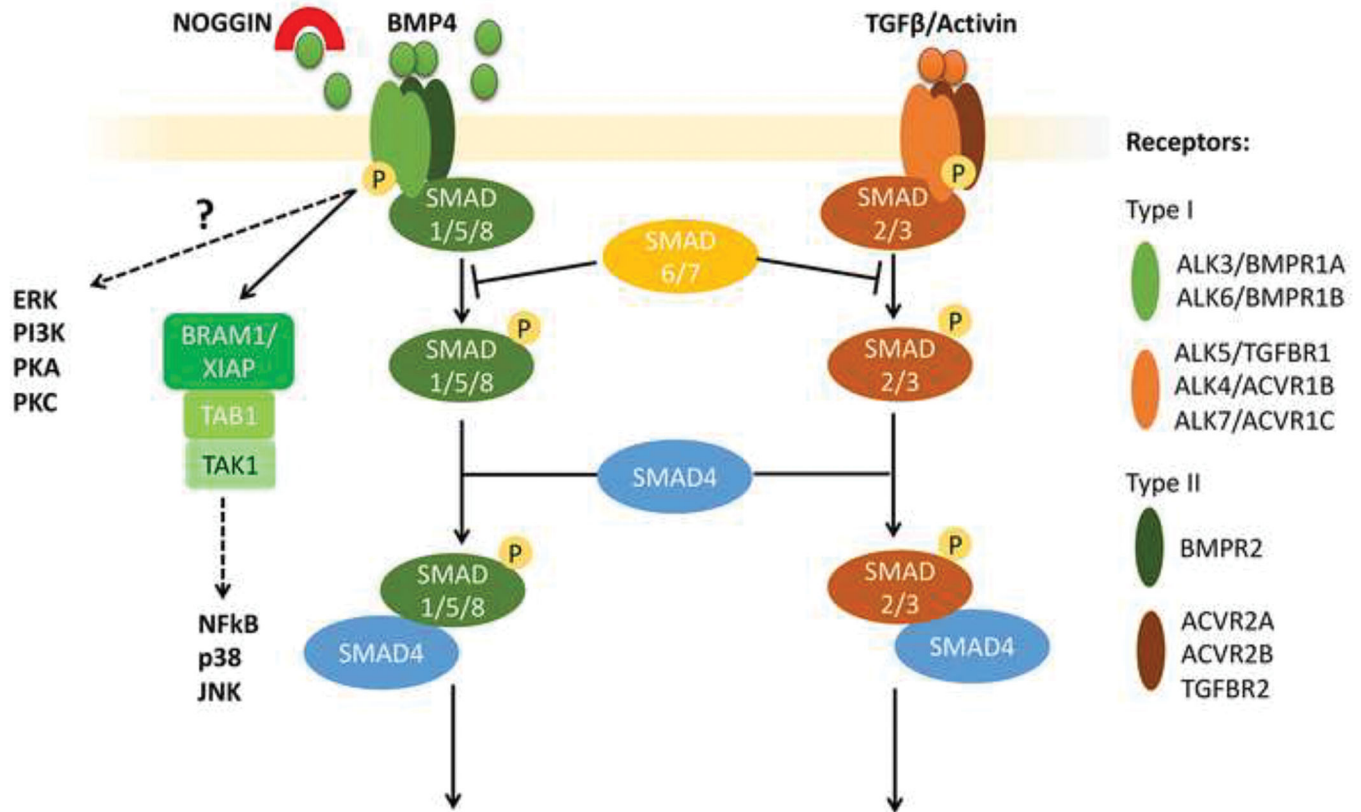 NOGGIN
BMP4
TGFβ/Activin
Receptors:
P
SMAD
1/5/8
P
SMAD
2/3
?
SMAD
6/7
Type I
ALK3/BMPR1A
ALK6/BMPR1B
ERK
PI3K
PKA
PKC
BRAM1/
XIAP
TAB1
TAK1
P
SMAD
1/5/8
P
SMAD
2/3
ALK5/TGFBR1
ALK4/ACVR1B
ALK7/ACVR1C
SMAD4
Type II
BMPR2
P
SMAD
1/5/8
SMAD4
P
SMAD
2/3
SMAD4
NFkB
p38
JNK
ACVR2A
ACVR2B
TGFBR2